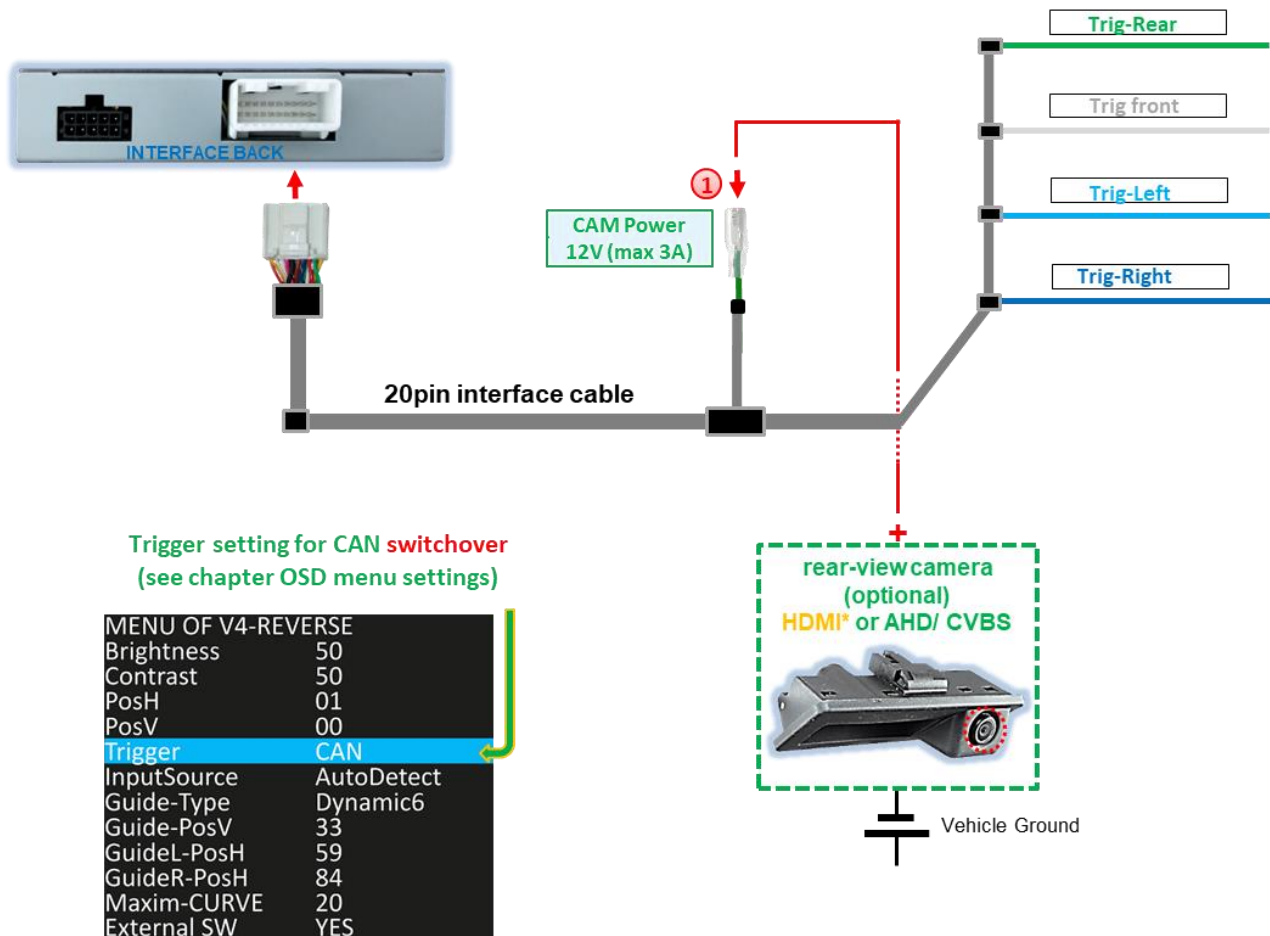 Trig-Rear
Trig front
Trig-Left
Trig-Right
INTERFACE BACK
1
CAM Power
12V (max 3A)
20pin interface cable
Trigger setting for CAN switchover
(see chapter OSD menu settings)
MENU OF V4-REVERSE
Brightness 50
Contrast 50
PosH 01
PosV 00
Trigger CAN
InputSource AutoDetect
Guide-Type Dynamic6
Guide-PosV 33
GuideL-PosH 59
GuideR-PosH 84
Maxim-CURVE 20
External SW YES
+
rear-view camera
(optional)
HDMI* or AHD/ CVBS
Vehicle Ground